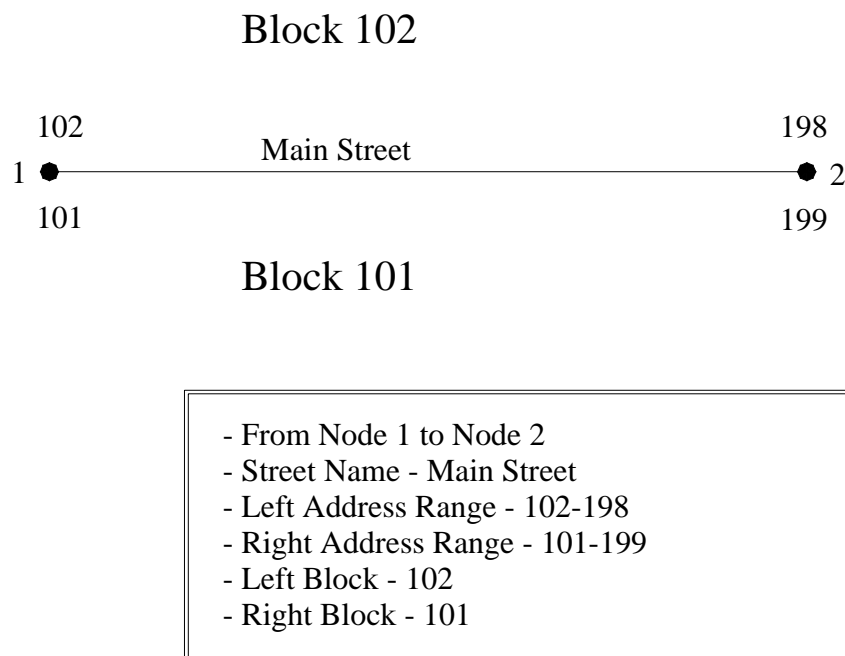 Block 102
102 198
Main Street
1 2
101 199
Block 101
- From Node 1 to Node 2
- Street Name - Main Street
- Left Address Range - 102-198
- Right Address Range - 101-199
- Left Block - 102
- Right Block - 101